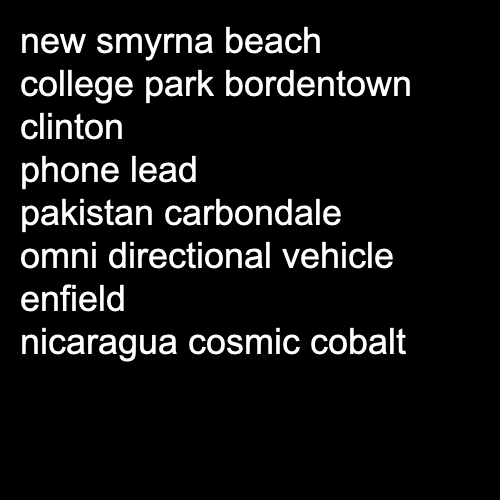 new smyrna beach
college park bordentown
clinton
phone lead
pakistan carbondale
omni directional vehicle
enfield
nicaragua cosmic cobalt